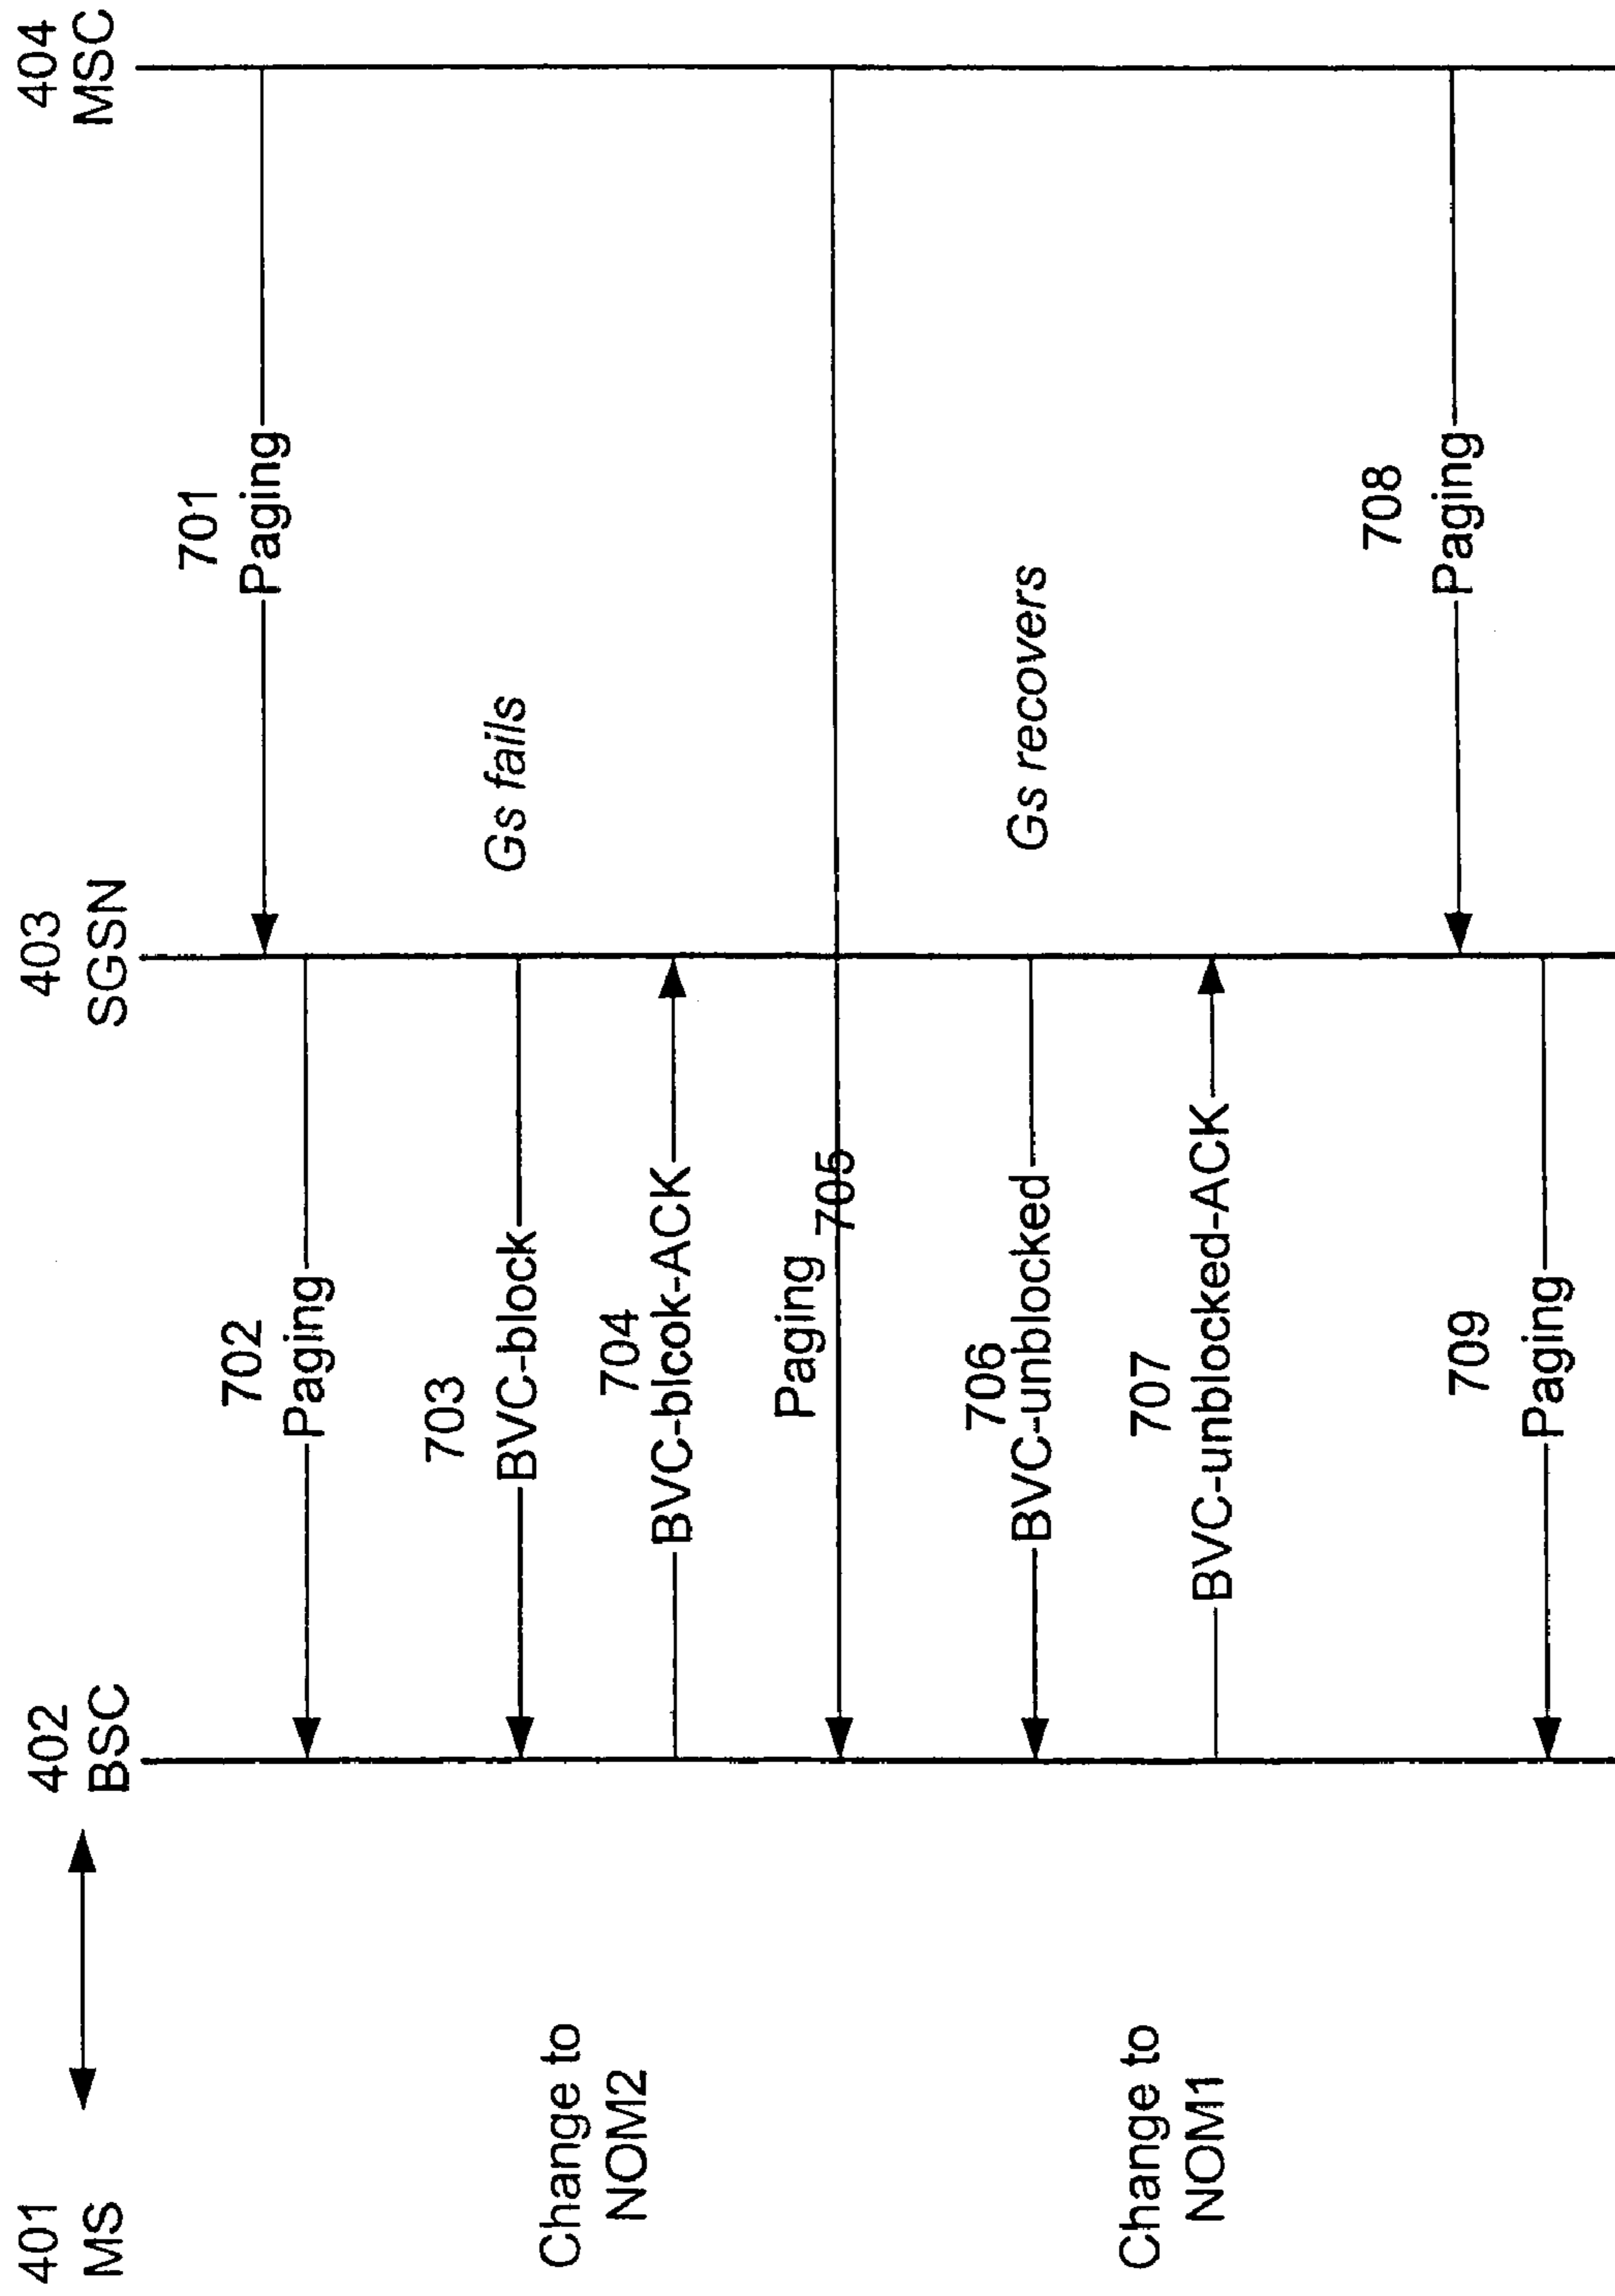 401
MS
402
BSC
403
SGSN
404
MSC
701
Paging
702
Paging
Gs fails
703
BVC-block
Change to
NOM2
704
BVC-blcok-ACK
Paging
705
Gs recovers
706
BVC-unblocked
Change to
NOM1
707
BVC-unblocked-ACK
708
Paging
709
Paging